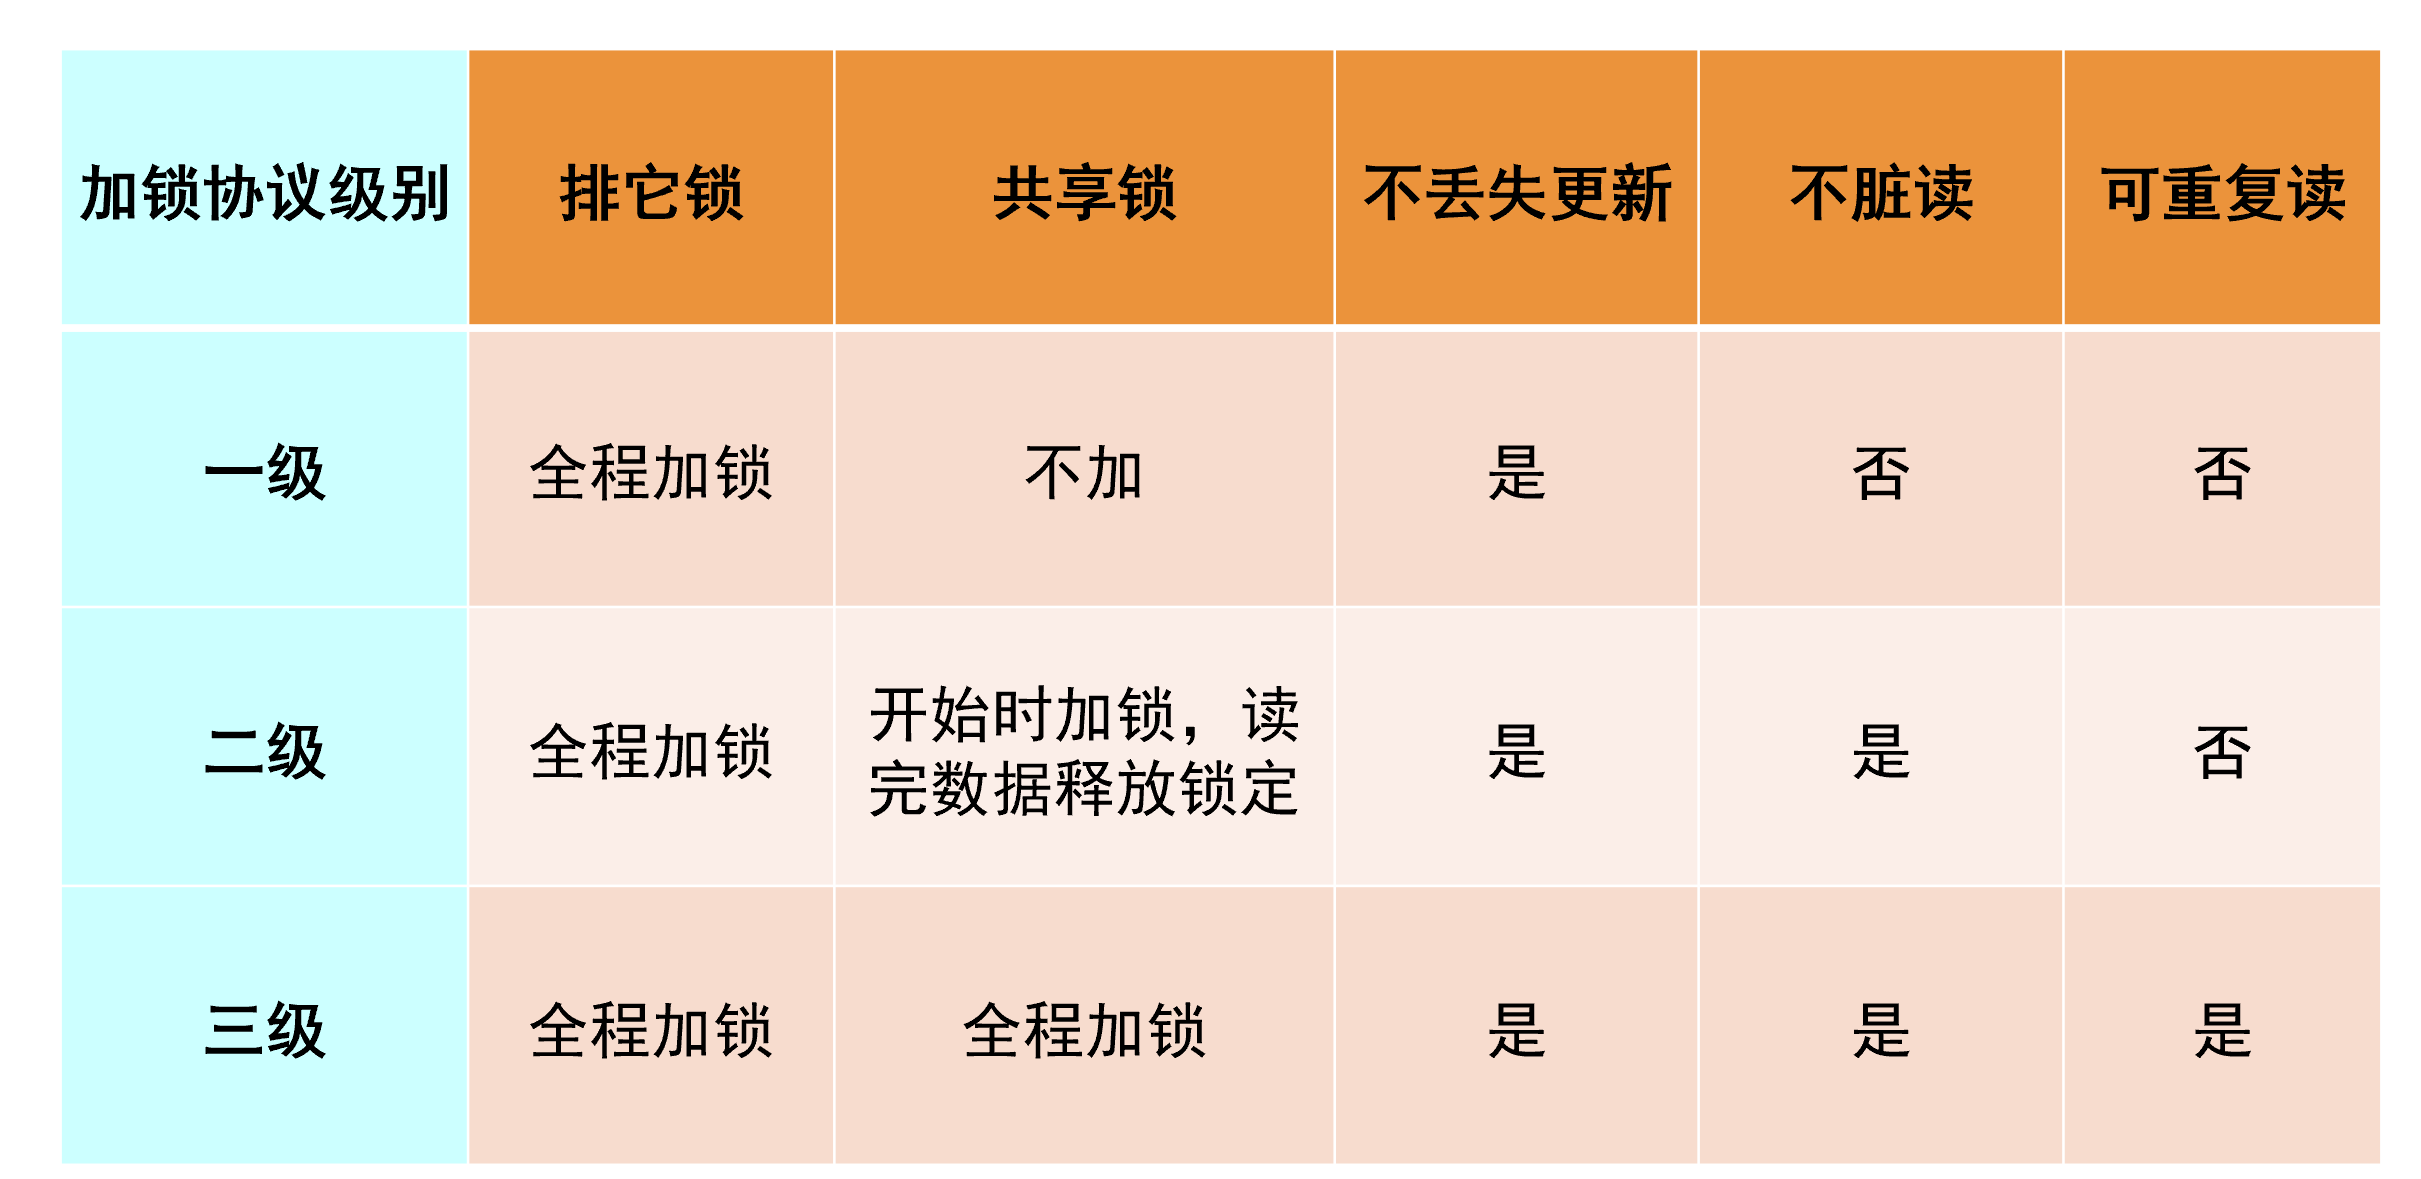 加锁协议级别 排它锁 共享锁 不丢失更新 不脏读 可重复读
一级 全程加锁 不加 是 否 否
二级 全程加锁 开始时加锁，读
完数据释放锁定 是 是 否
三级 全程加锁 全程加锁 是 是 是